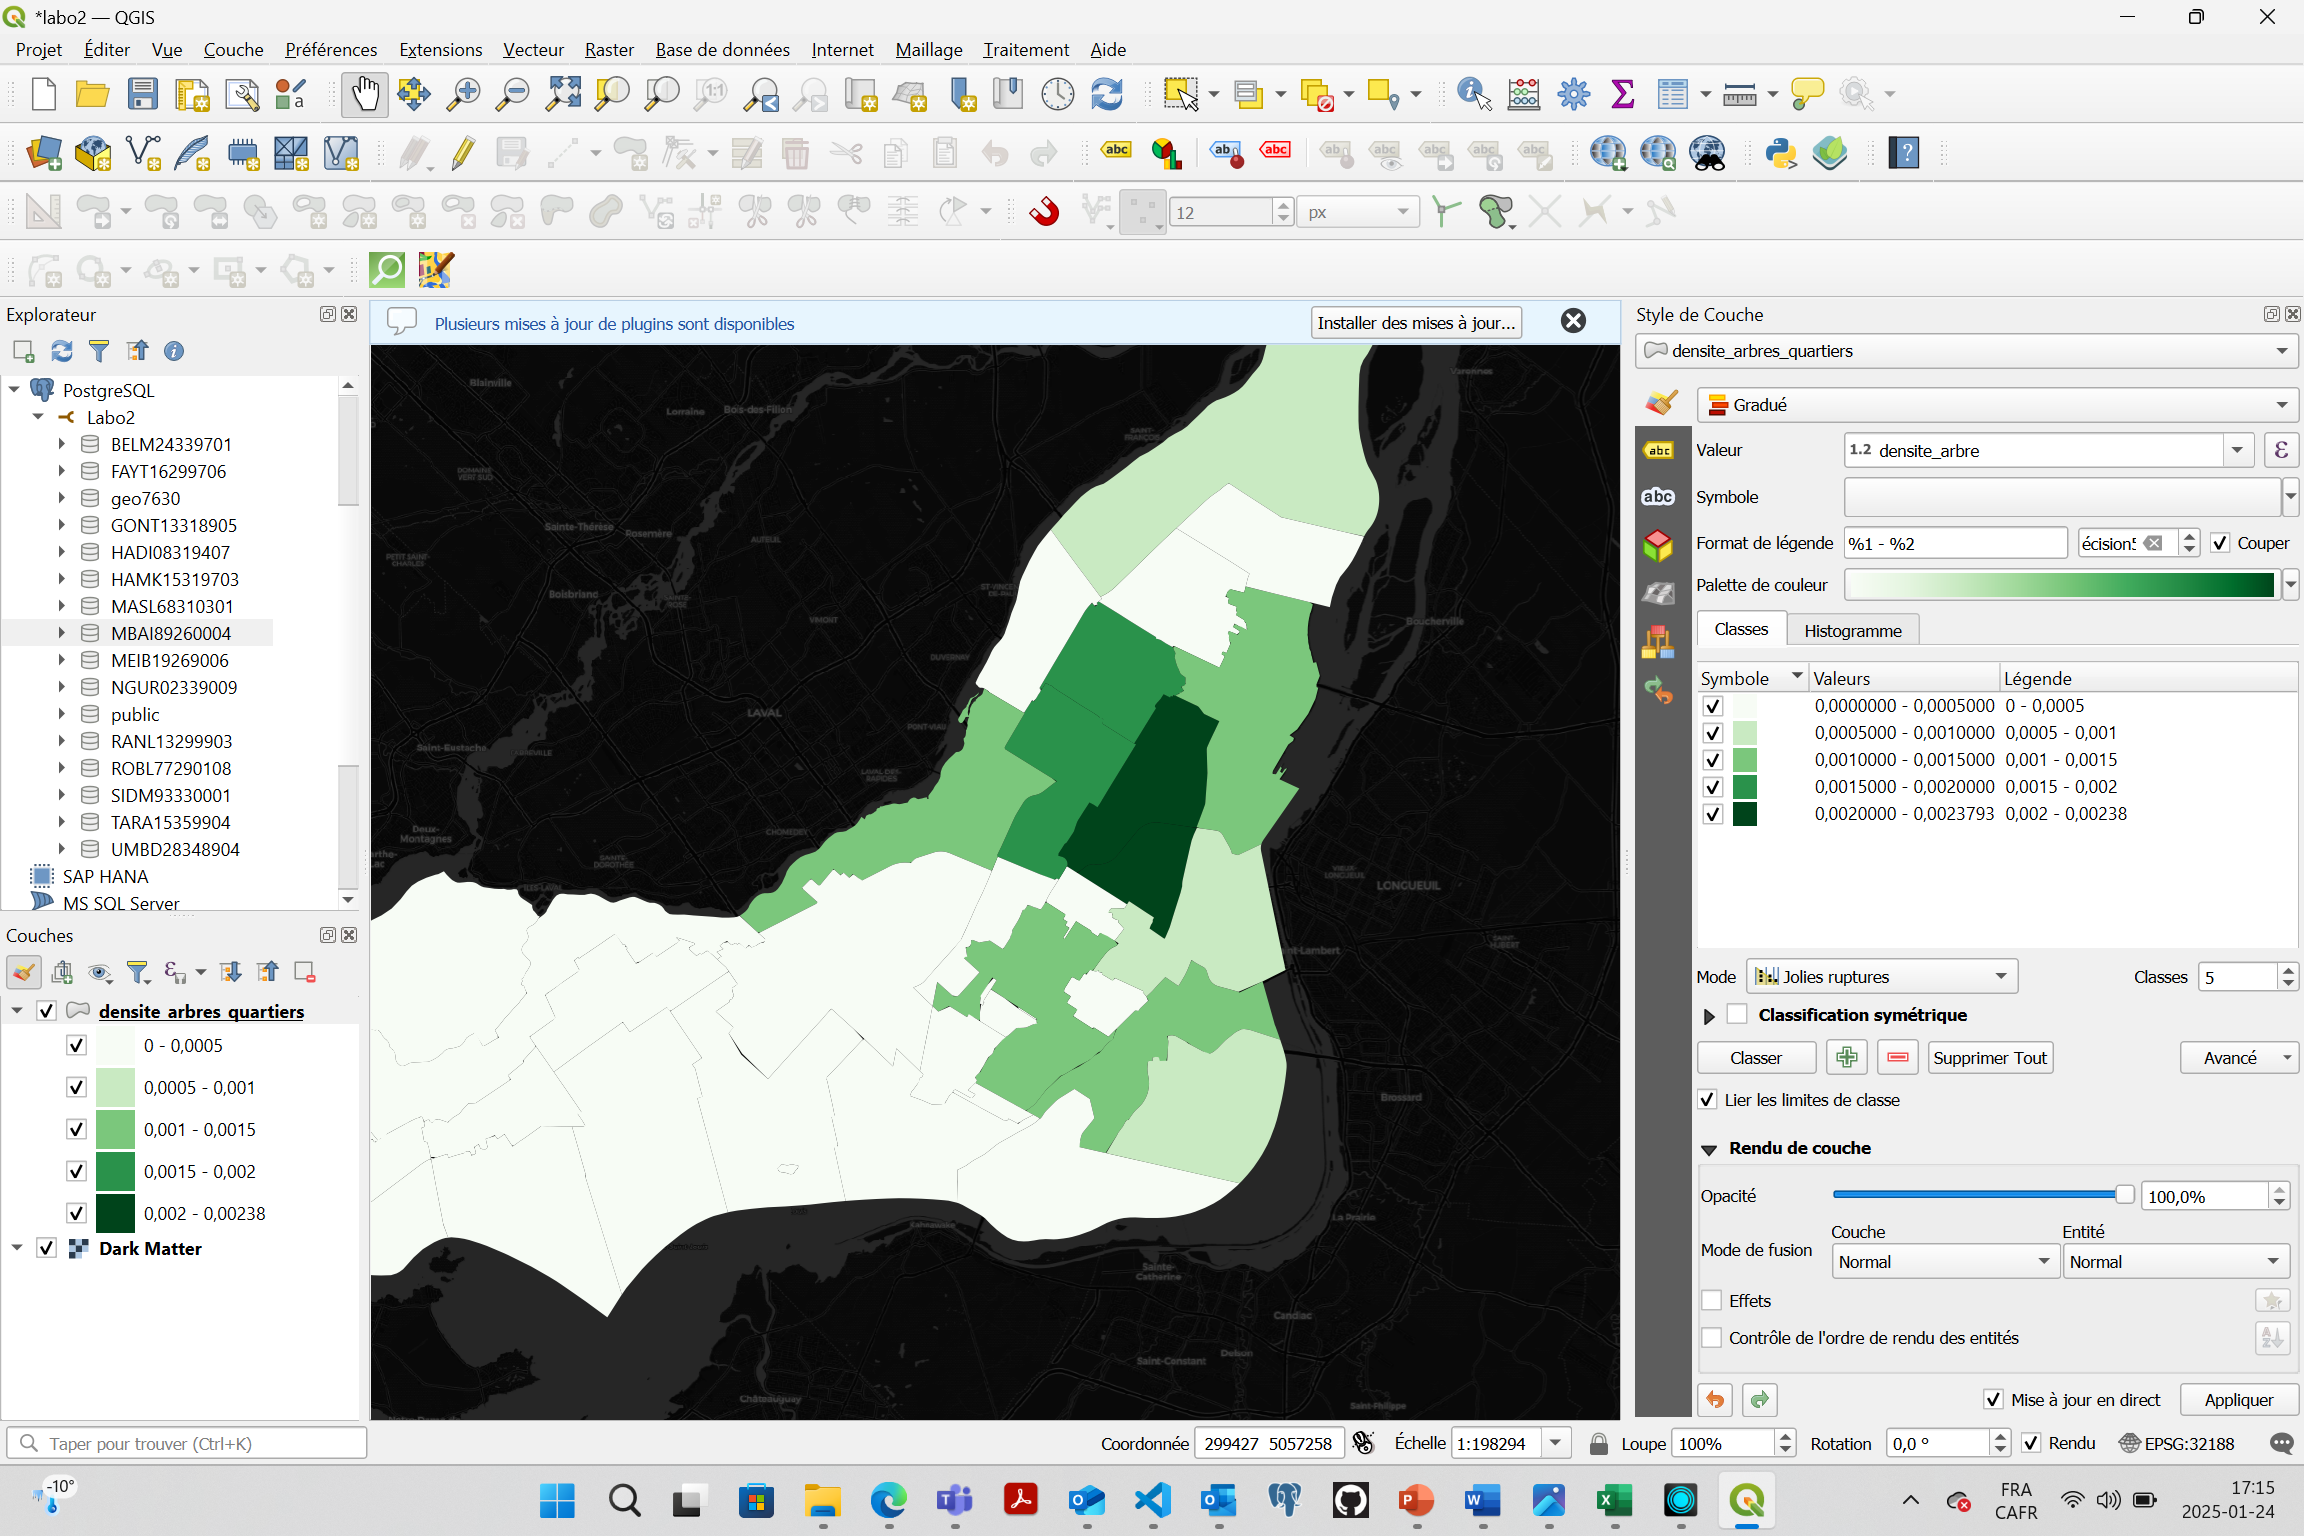 *labo2 — QGIS
Projet Éditer Vue Couche Préférences Extensions Vecteur Raster Base de données Internet Maillage Traitement Aide
12 px
Explorateur
PostgreSQL
Labo2
BELM24339701
FAYT16299706
geo7630
GONT13318905
HADI08319407
HAMK15319703
MASL68310301
MBAI89260004
MEIB19269006
NGUR02339009
public
RANL13299903
ROBL77290108
SIDM93330001
TARA15359904
UMBD28348904
SAP HANA
MS SQL Server
Couches
densite_arbres_quartiers
0 - 0,0005
0,0005 - 0,001
0,001 - 0,0015
0,0015 - 0,002
0,002 - 0,00238
Dark Matter
Plusieurs mises à jour de plugins sont disponibles
Installer des mises à jour...
Blainville
Lorraine
Bois-des-Filion
Varennes
SAINT-FRANÇOIS
Sainte-Thérèse
Rosemère
AUTEUIL
Boisbriand
VIMONT
DUVERNAY
Boucherville
LAVAL
PONT-VIAU
Saint-Eustache
CHOMEDEY
Deux-Montagnes
SAINTE-DOROTHÉE
LONGUEUIL
nt-Lambert
Brossard
La Prairie
Sainte-Catherine
Candiac
Saint-Constant
Delson
Châteauguay
Saint-Philippe
Style de Couche
densite_arbres_quartiers
Gradué
Valeur 1.2 densite_arbre ε
Symbole
Format de légende %1 - %2 écision5 Couper
Palette de couleur
Classes Histogramme
Symbole Valeurs Légende
0,0000000 - 0,0005000 0 - 0,0005
0,0005000 - 0,0010000 0,0005 - 0,001
0,0010000 - 0,0015000 0,001 - 0,0015
0,0015000 - 0,0020000 0,0015 - 0,002
0,0020000 - 0,0023793 0,002 - 0,00238
Mode Jolies ruptures Classes 5
Classification symétrique
Classer Supprimer Tout Avancé
Lier les limites de classe
Rendu de couche
Opacité 100,0%
Couche Entité
Mode de fusion Normal Normal
Effets
Contrôle de l'ordre de rendu des entités
Mise à jour en direct Appliquer
Taper pour trouver (Ctrl+K) Coordonnée 299427 5057258 Échelle 1:198294 Loupe 100% Rotation 0,0 ° Rendu EPSG:32188
-10°
FRA
CAFR
17:15
2025-01-24